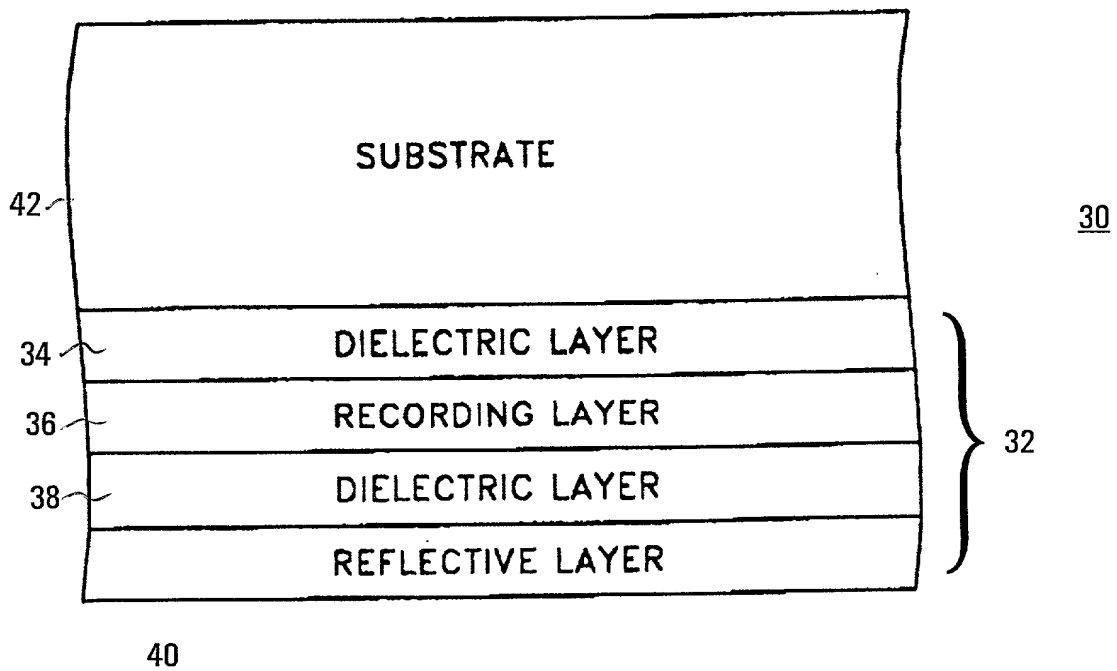 SUBSTRATE
42
30
34 DIELECTRIC LAYER
36 RECORDING LAYER
32
38 DIELECTRIC LAYER
REFLECTIVE LAYER
40